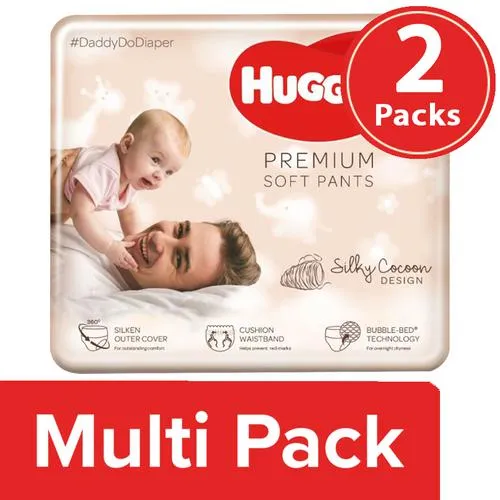 #DaddyDoDiaper
HUGG
2
Packs
PREMIUM
SOFT PANTS
Silky Cocoon
DESIGN
360°
SILKEN
OUTER COVER
For outstanding comfort
CUSHION
WAISTBAND
Helps prevent red-marks
BUBBLE-BED®
TECHNOLOGY
For overnight dryness
Multi Pack